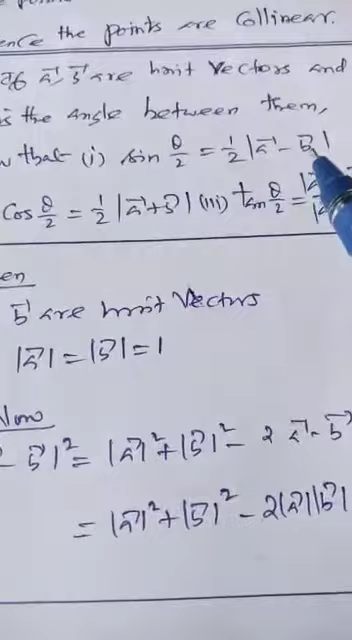 ence the points are Collinear.
If a⃗, b⃗ are Unit Vectors and
is the angle between them,
that (i) sin θ/2 = 1/2 |a⃗ - b⃗|
Cos θ/2 = 1/2 |a⃗ + b⃗| (iii) tan θ/2 =
en
b⃗ are Unit Vectors
|a⃗| = |b⃗| = 1
Now
- b⃗|² = |a⃗|² + |b⃗|² - 2 a⃗ · b⃗
= |a⃗|² + |b⃗|² - 2|a⃗||b⃗|